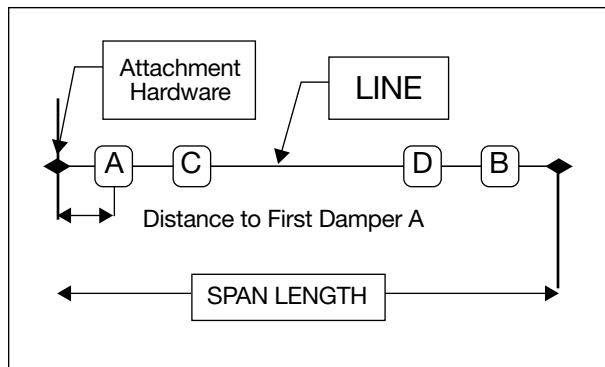 Attachment
Hardware
LINE
A
C
D
B
Distance to First Damper A
SPAN LENGTH